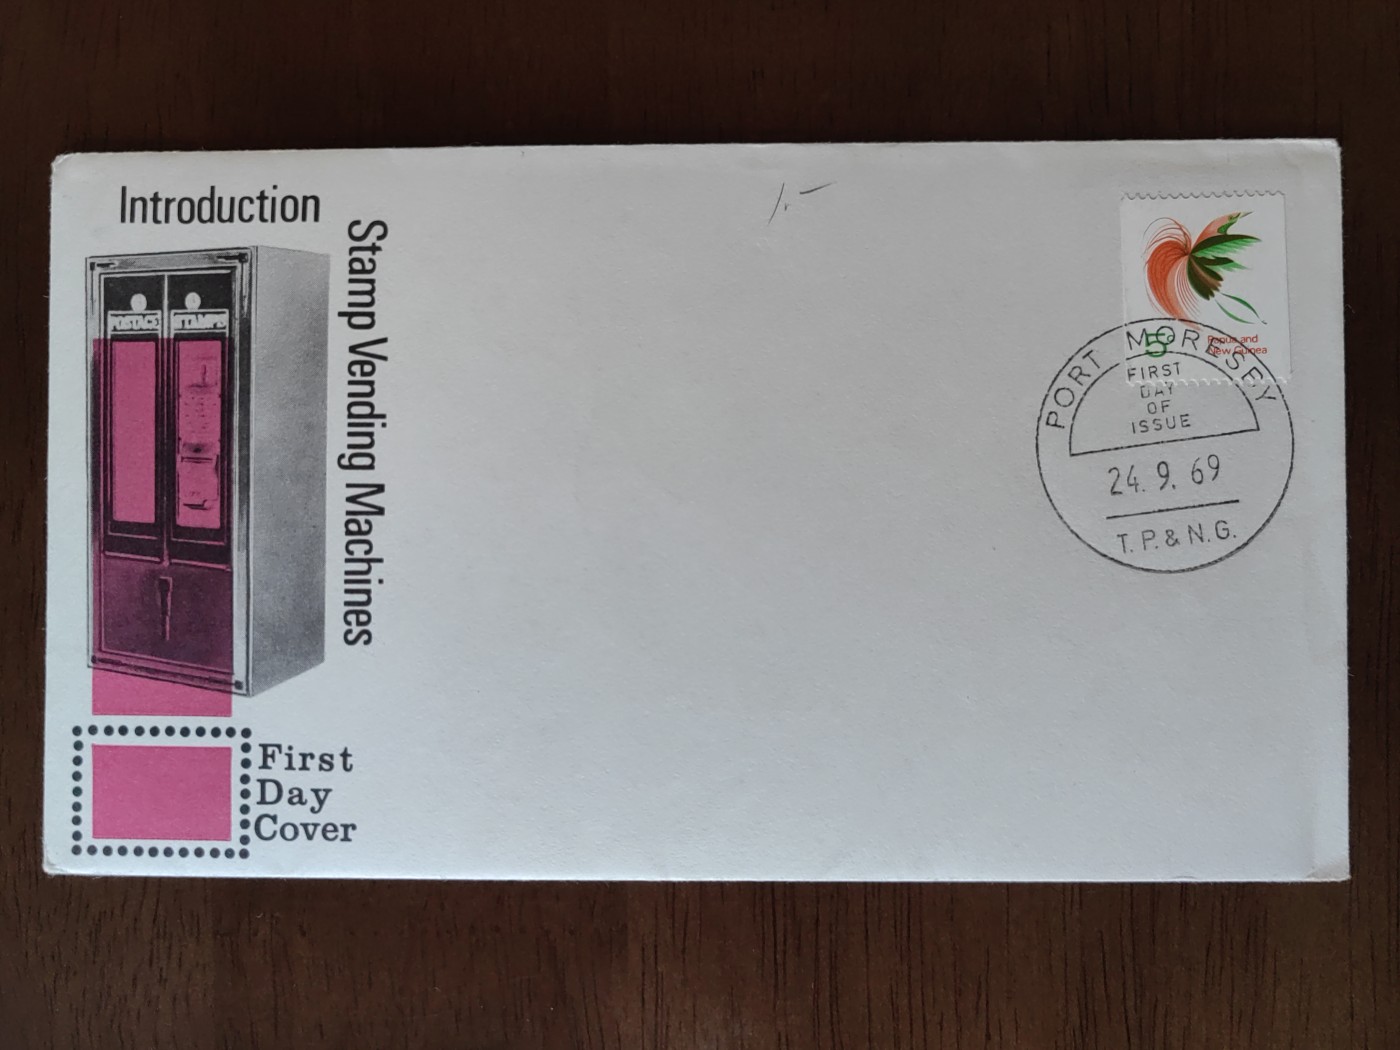 Introduction
Stamp Vending Machines
POSTAGE STAMPS
First
Day
Cover
1.-
5c
Papua and
New Guinea
PORT MORESBY
FIRST
DAY
OF
ISSUE
24. 9. 69
T. P. & N. G.